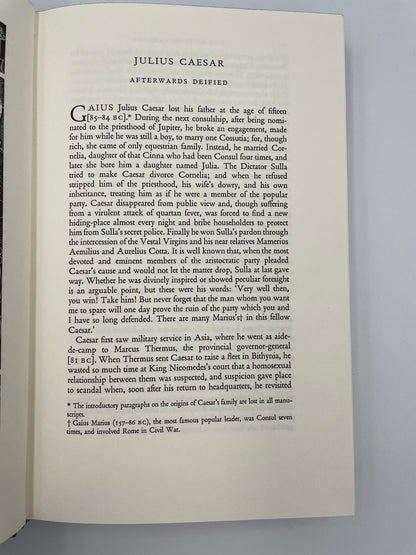 JULIUS CAESAR
AFTERWARDS DEIFIED
GAIUS Julius Caesar lost his father at the age of fifteen
[85–84 BC].* During the next consulship, after being nomi-
nated to the priesthood of Jupiter, he broke an engagement,
made for him while he was still a boy, to marry one Cossutia; for, though
rich, she came of only equestrian family. Instead, he married Cor-
nelia, daughter of that Cinna who had been Consul four times, and
later she bore him a daughter named Julia. The Dictator Sulla
tried to make Caesar divorce Cornelia; and when he refused
stripped him of the priesthood, his wife's dowry, and his own
inheritance, treating him as if he were a member of the popular
party. Caesar disappeared from public view and, though suffering
from a virulent attack of quartan fever, was forced to find a new
hiding-place almost every night and bribe householders to protect
him from Sulla's secret police. Finally he won Sulla's pardon through
the intercession of the Vestal Virgins and his near relatives Mamerius
Aemilius and Aurelius Cotta. It is well known that, when the most
devoted and eminent members of the aristocratic party pleaded
Caesar's cause and would not let the matter drop, Sulla at last gave
way. Whether he was divinely inspired or showed peculiar foresight
is an arguable point, but these were his words: 'Very well then,
you win! Take him! But never forget that the man whom you want
me to spare will one day prove the ruin of the party which you and
I have so long defended. There are many Marius's† in this fellow
Caesar.'
Caesar first saw military service in Asia, where he went as aide-
de-camp to Marcus Thermus, the provincial governor-general
[81 BC]. When Thermus sent Caesar to raise a fleet in Bithynia, he
wasted so much time at King Nicomedes's court that a homosexual
relationship between them was suspected, and suspicion gave place
to scandal when, soon after his return to headquarters, he revisited
* The introductory paragraphs on the origins of Caesar's family are lost in all manu-
scripts.
† Gaius Marius (157–86 BC), the most famous popular leader, was Consul seven
times, and involved Rome in Civil War.